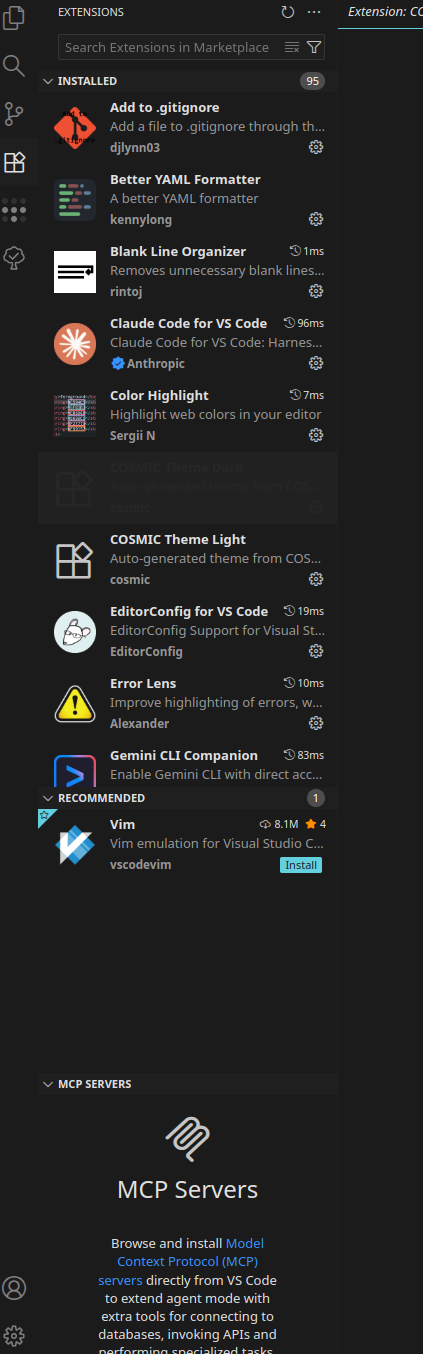 EXTENSIONS
Extension: CO
Search Extensions in Marketplace
INSTALLED 95
Add to .gitignore
Add a file to .gitignore through th...
djlynn03
Better YAML Formatter
A better YAML formatter
kennylong
Blank Line Organizer 1ms
Removes unnecessary blank lines...
rintoj
Claude Code for VS Code 96ms
Claude Code for VS Code: Harnes...
Anthropic
Color Highlight 7ms
Highlight web colors in your editor
Sergii N
COSMIC Theme Dark
Auto-generated theme from COS...
cosmic
COSMIC Theme Light
Auto-generated theme from COS...
cosmic
EditorConfig for VS Code 19ms
EditorConfig Support for Visual St...
EditorConfig
Error Lens 10ms
Improve highlighting of errors, w...
Alexander
Gemini CLI Companion 83ms
Enable Gemini CLI with direct acc...
RECOMMENDED 1
Vim 8.1M 4
Vim emulation for Visual Studio C...
vscodevim Install
MCP SERVERS
MCP Servers
Browse and install Model
Context Protocol (MCP)
servers directly from VS Code
to extend agent mode with
extra tools for connecting to
databases, invoking APIs and
performing specialized tasks